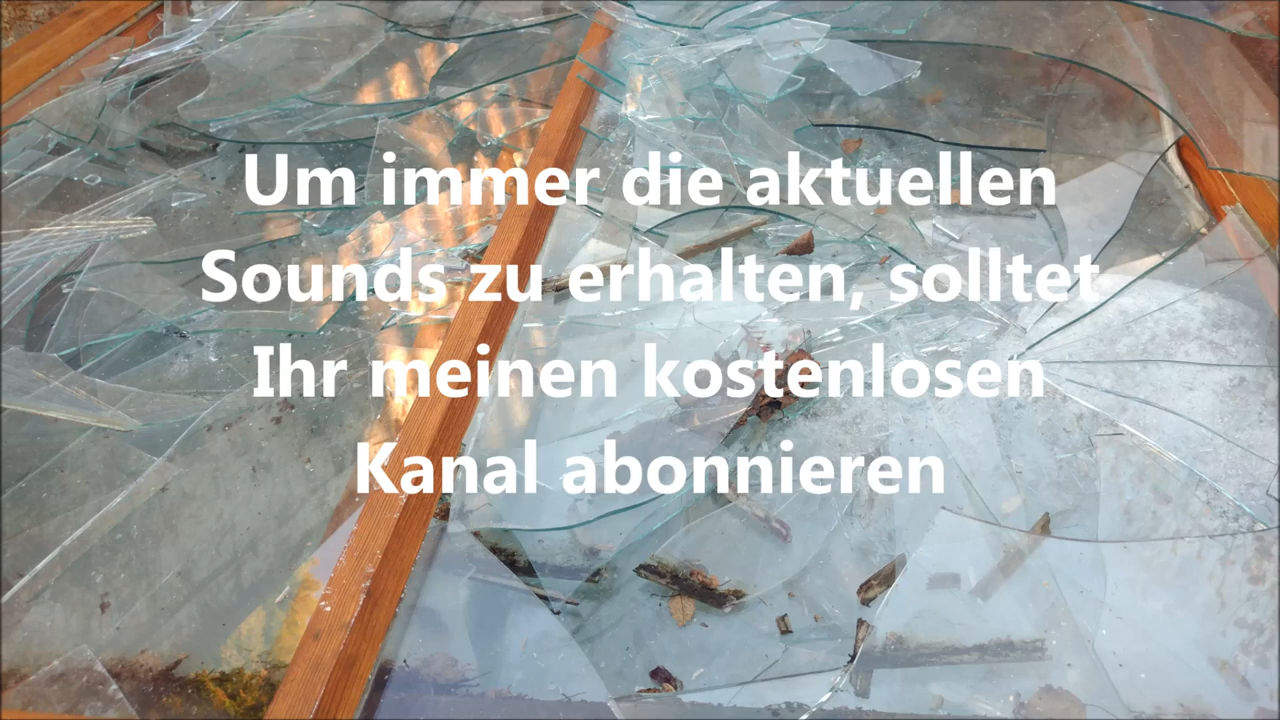 Um immer die aktuellen
Sounds zu erhalten, solltet
Ihr meinen kostenlosen
Kanal abonnieren